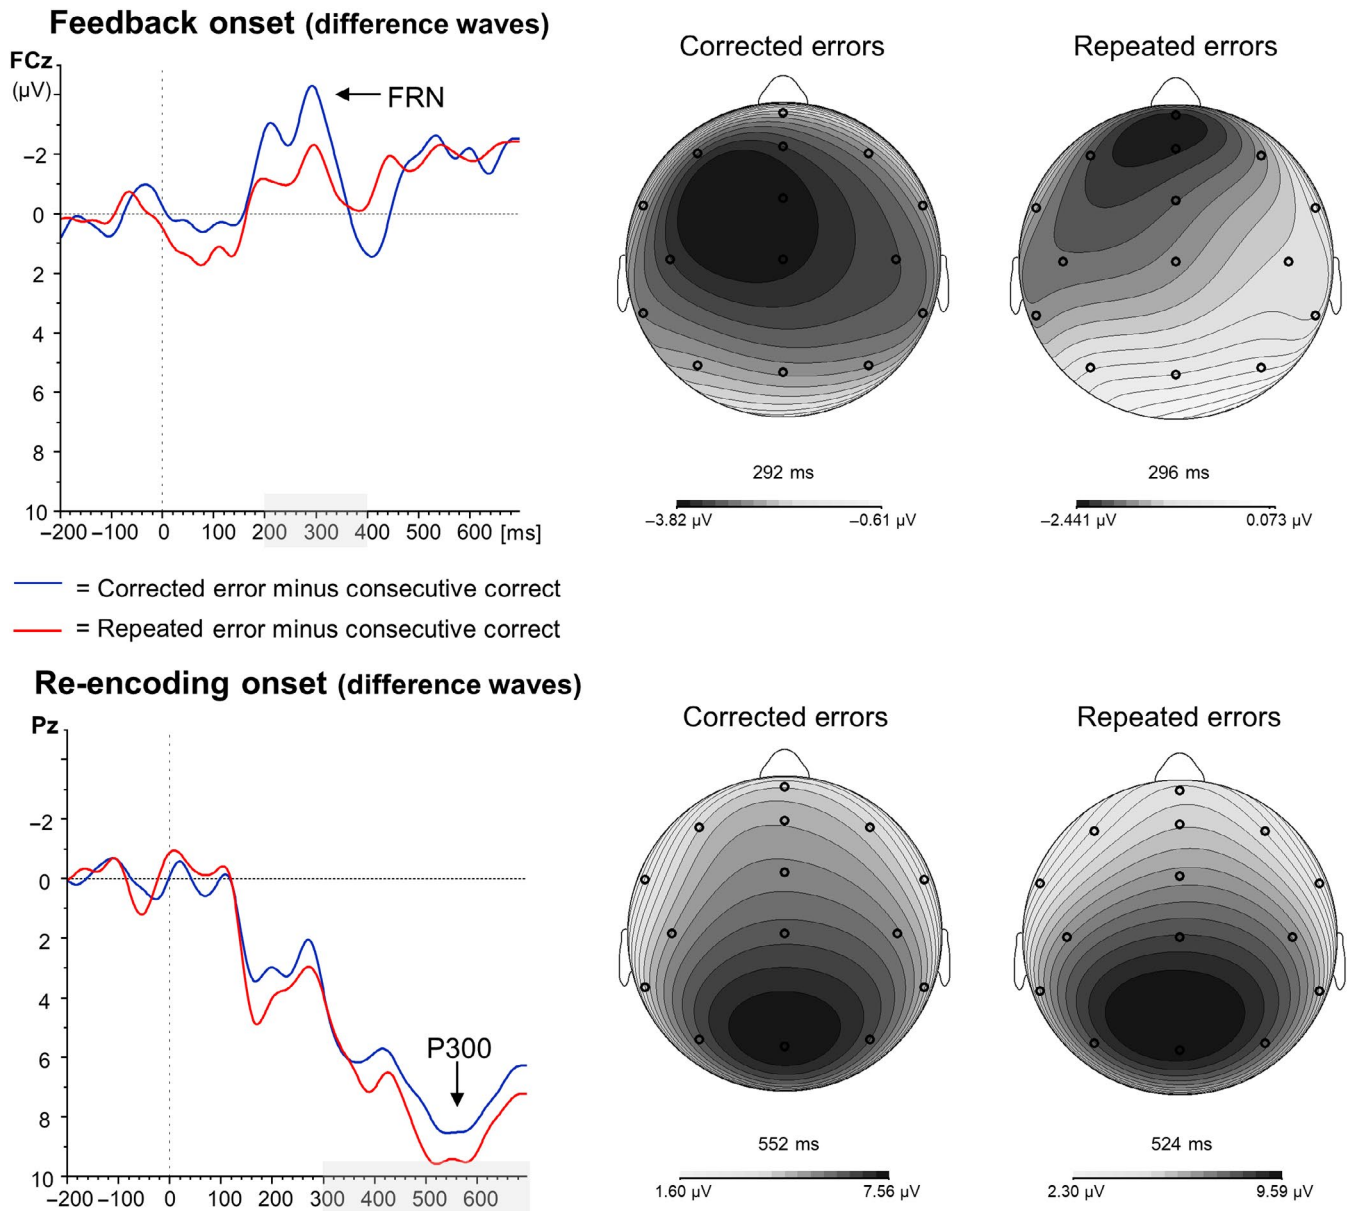 Feedback onset (difference waves)
FCz
(µV)
−2
0
2
4
6
8
10
−200 −100 0 100 200 300 400 500 600 [ms]
FRN
Corrected errors
292 ms
−3.82 µV −0.61 µV
Repeated errors
296 ms
−2.441 µV 0.073 µV
= Corrected error minus consecutive correct
= Repeated error minus consecutive correct
Re-encoding onset (difference waves)
Pz
−2
0
2
4
6
8
10
−200 −100 0 100 200 300 400 500 600
P300
Corrected errors
552 ms
1.60 µV 7.56 µV
Repeated errors
524 ms
2.30 µV 9.59 µV